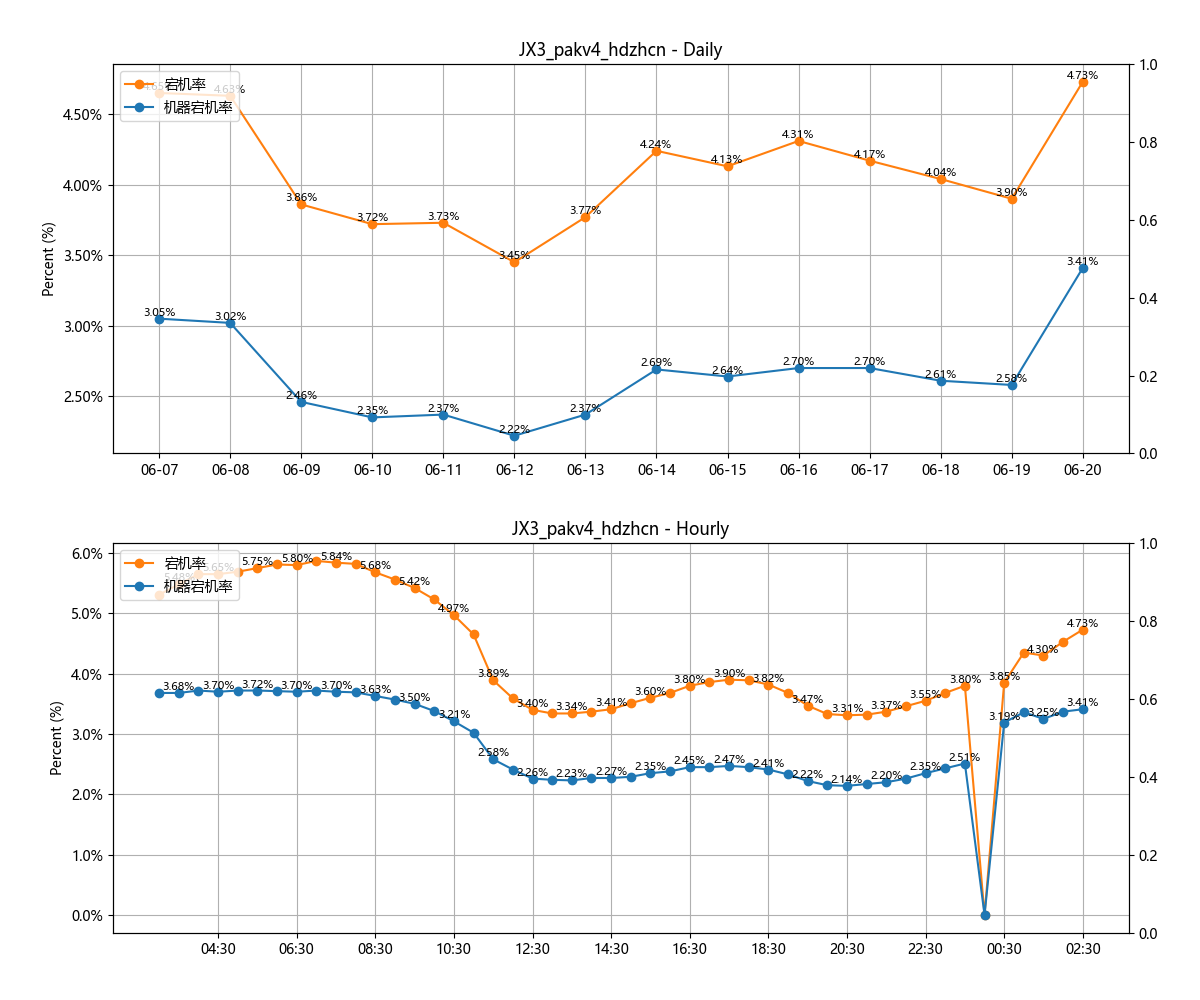 JX3_pakv4_hdzhcn - Daily
宕机率
机器宕机率
Percent (%)
4.50%
4.00%
3.50%
3.00%
2.50%
1.0
0.8
0.6
0.4
0.2
0.0
4.65% 4.63% 3.86% 3.72% 3.73% 3.45% 3.77% 4.24% 4.13% 4.31% 4.17% 4.04% 3.90% 4.73%
3.05% 3.02% 2.46% 2.35% 2.37% 2.22% 2.37% 2.69% 2.64% 2.70% 2.70% 2.61% 2.58% 3.41%
06-07 06-08 06-09 06-10 06-11 06-12 06-13 06-14 06-15 06-16 06-17 06-18 06-19 06-20
JX3_pakv4_hdzhcn - Hourly
宕机率
机器宕机率
Percent (%)
6.0%
5.0%
4.0%
3.0%
2.0%
1.0%
0.0%
1.0
0.8
0.6
0.4
0.2
0.0
5.48% 5.65% 5.75% 5.80% 5.84% 5.68% 5.42% 4.97% 3.89% 3.40% 3.34% 3.41% 3.60% 3.80% 3.90% 3.82% 3.47% 3.31% 3.37% 3.55% 3.80% 3.85% 4.30% 4.73%
3.68% 3.70% 3.72% 3.70% 3.70% 3.63% 3.50% 3.21% 2.58% 2.26% 2.23% 2.27% 2.35% 2.45% 2.47% 2.41% 2.22% 2.14% 2.20% 2.35% 2.51% 3.19% 3.25% 3.41%
04:30 06:30 08:30 10:30 12:30 14:30 16:30 18:30 20:30 22:30 00:30 02:30